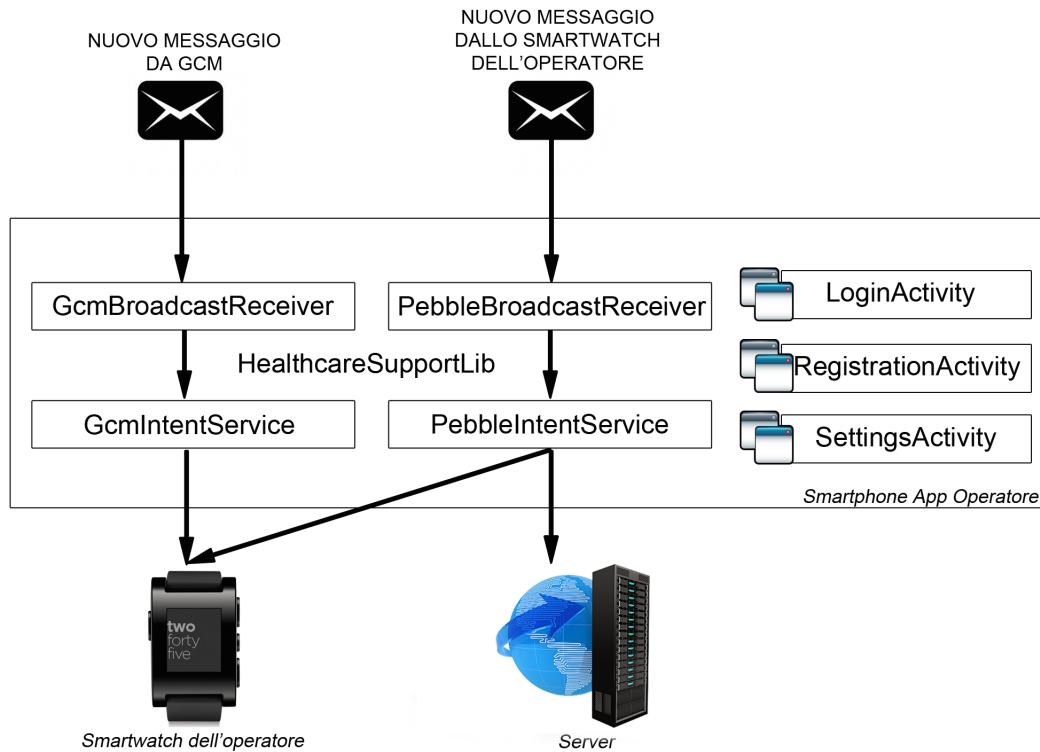 NUOVO MESSAGGIO
DA GCM
NUOVO MESSAGGIO
DALLO SMARTWATCH
DELL'OPERATORE
GcmBroadcastReceiver
PebbleBroadcastReceiver
LoginActivity
HealthcareSupportLib
RegistrationActivity
GcmIntentService
PebbleIntentService
SettingsActivity
Smartphone App Operatore
two
forty
five
Smartwatch dell'operatore
Server